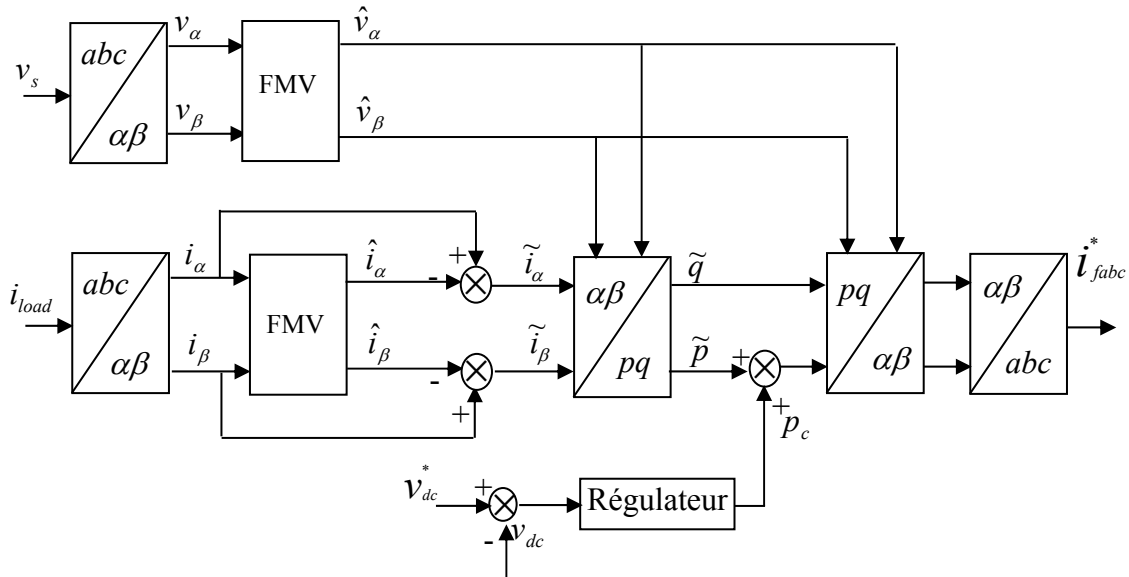 v_s
abc
αβ
v_α
v_β
FMV
v̂_α
v̂_β
i_load
abc
αβ
i_α
i_β
FMV
î_α
î_β
+
-
-
+
ĩ_α
ĩ_β
αβ
pq
q̃
p̃
+
+
p_c
pq
αβ
αβ
abc
i*_fabc
v*_dc
+
-
v_dc
Régulateur